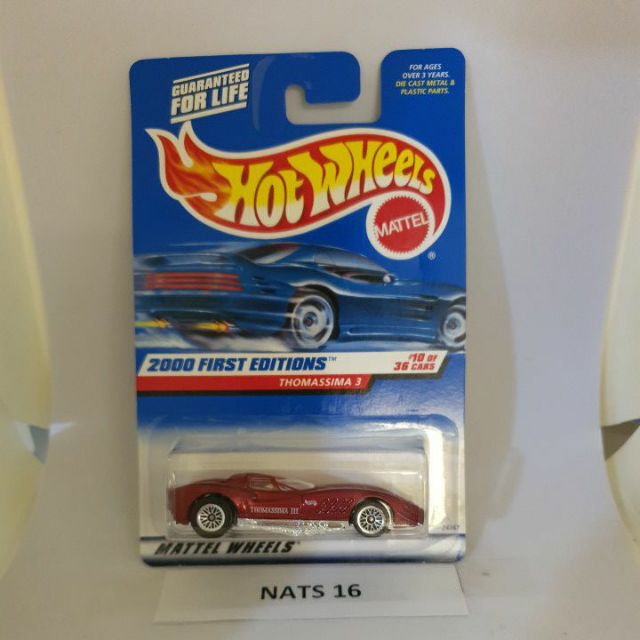 GUARANTEED
FOR LIFE
FOR AGES
OVER 3 YEARS.
DIE CAST METAL &
PLASTIC PARTS.
HOT WHEELS
MATTEL
®
2000 FIRST EDITIONS™
#10 OF
36 CARS
THOMASSIMA 3
THOMASSIMA III
MATTEL WHEELS
NATS 16